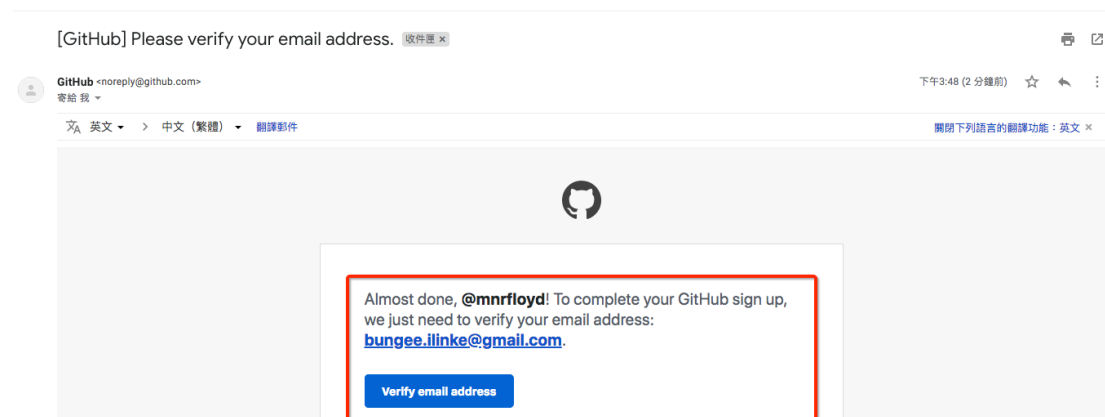 [GitHub] Please verify your email address. 收件匣 ×
GitHub <noreply@github.com>
下午3:48 (2 分鐘前)
寄給 我
英文 > 中文（繁體） 翻譯郵件
關閉下列語言的翻譯功能：英文 ×
Almost done, @mnrfloyd! To complete your GitHub sign up,
we just need to verify your email address:
bungee.ilinke@gmail.com.
Verify email address